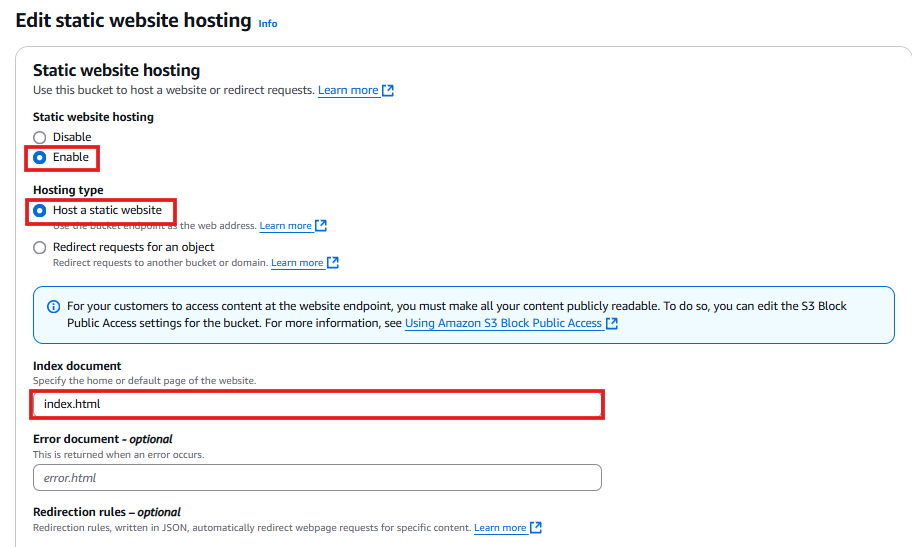 Edit static website hosting Info
Static website hosting
Use this bucket to host a website or redirect requests. Learn more
Static website hosting
Disable
Enable
Hosting type
Host a static website
Use the bucket endpoint as the web address. Learn more
Redirect requests for an object
Redirect requests to another bucket or domain. Learn more
For your customers to access content at the website endpoint, you must make all your content publicly readable. To do so, you can edit the S3 Block
Public Access settings for the bucket. For more information, see Using Amazon S3 Block Public Access
Index document
Specify the home or default page of the website.
index.html
Error document - optional
This is returned when an error occurs.
error.html
Redirection rules – optional
Redirection rules, written in JSON, automatically redirect webpage requests for specific content. Learn more